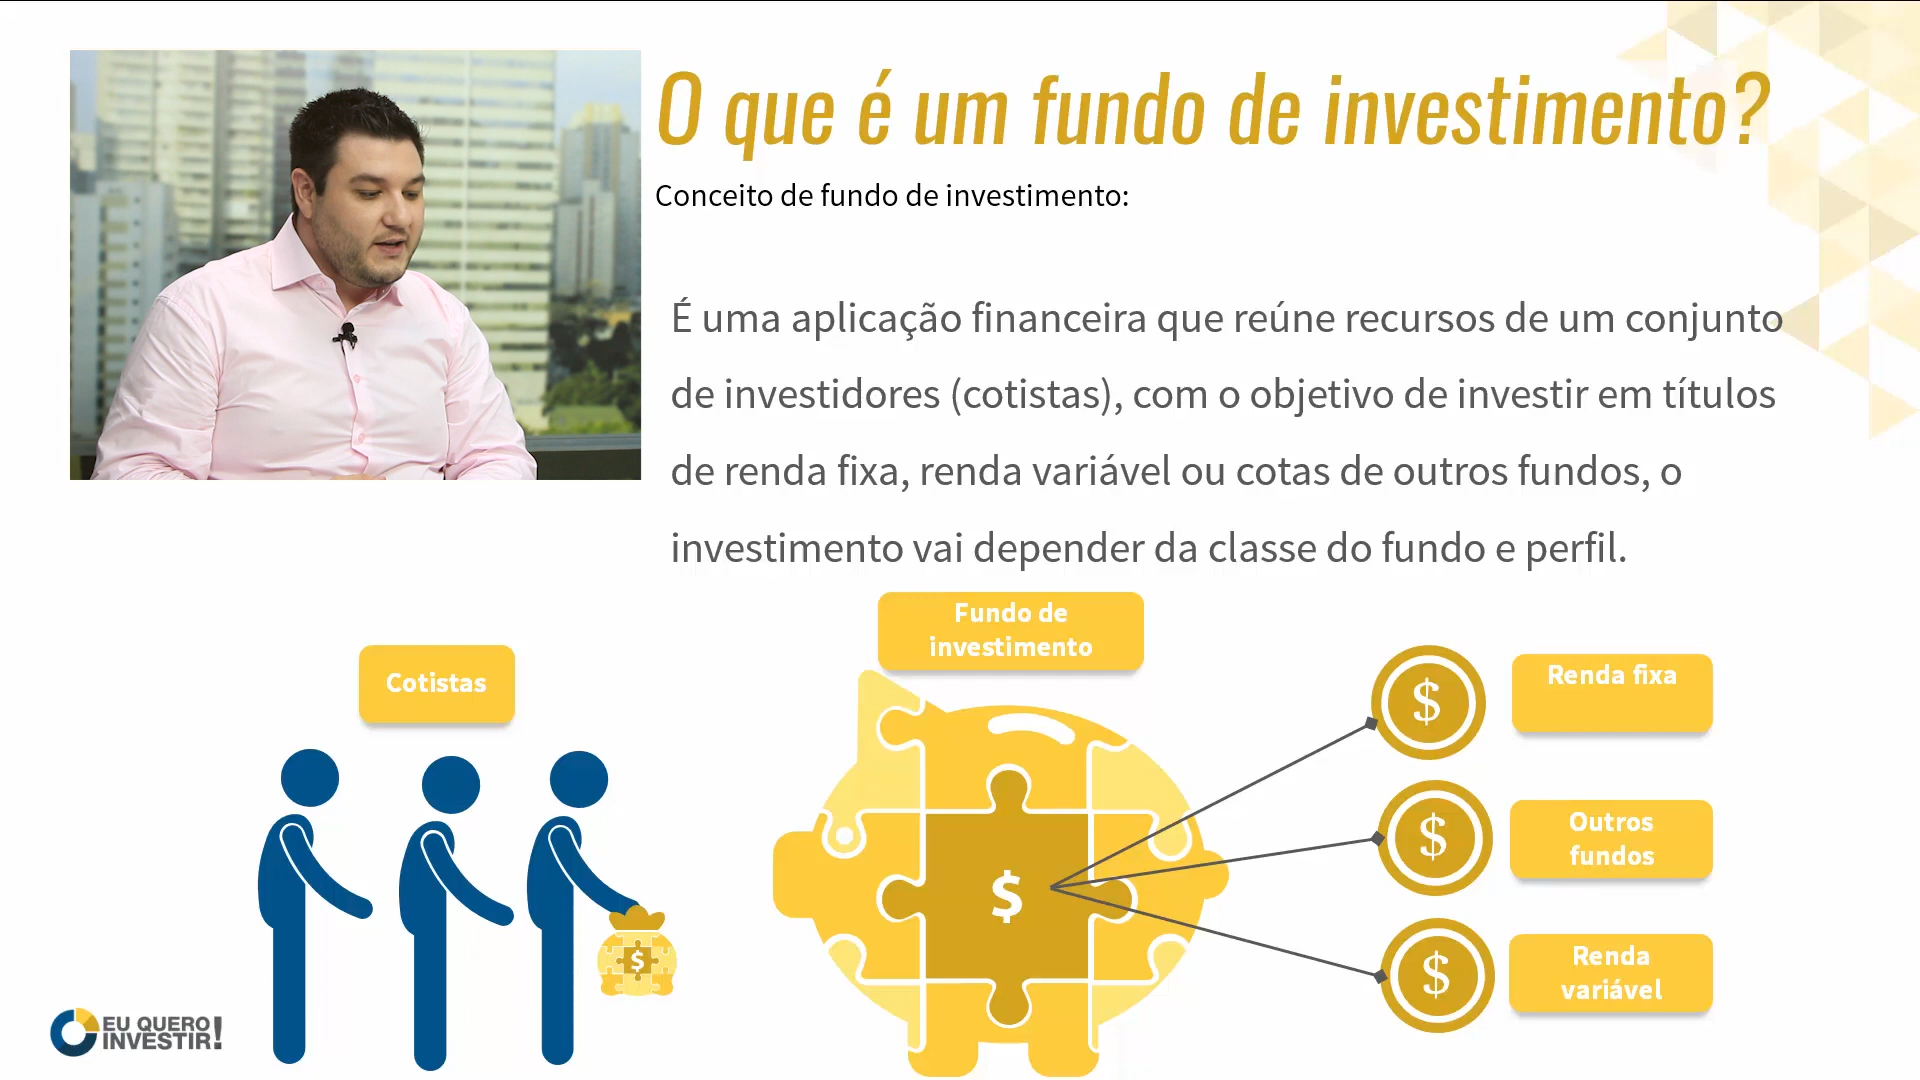 O que é um fundo de investimento?
Conceito de fundo de investimento:
É uma aplicação financeira que reúne recursos de um conjunto
de investidores (cotistas), com o objetivo de investir em títulos
de renda fixa, renda variável ou cotas de outros fundos, o
investimento vai depender da classe do fundo e perfil.
Cotistas
Fundo de
investimento
$
$
$
Renda fixa
$
Outros
fundos
$
Renda
variável
EU QUERO
INVESTIR!